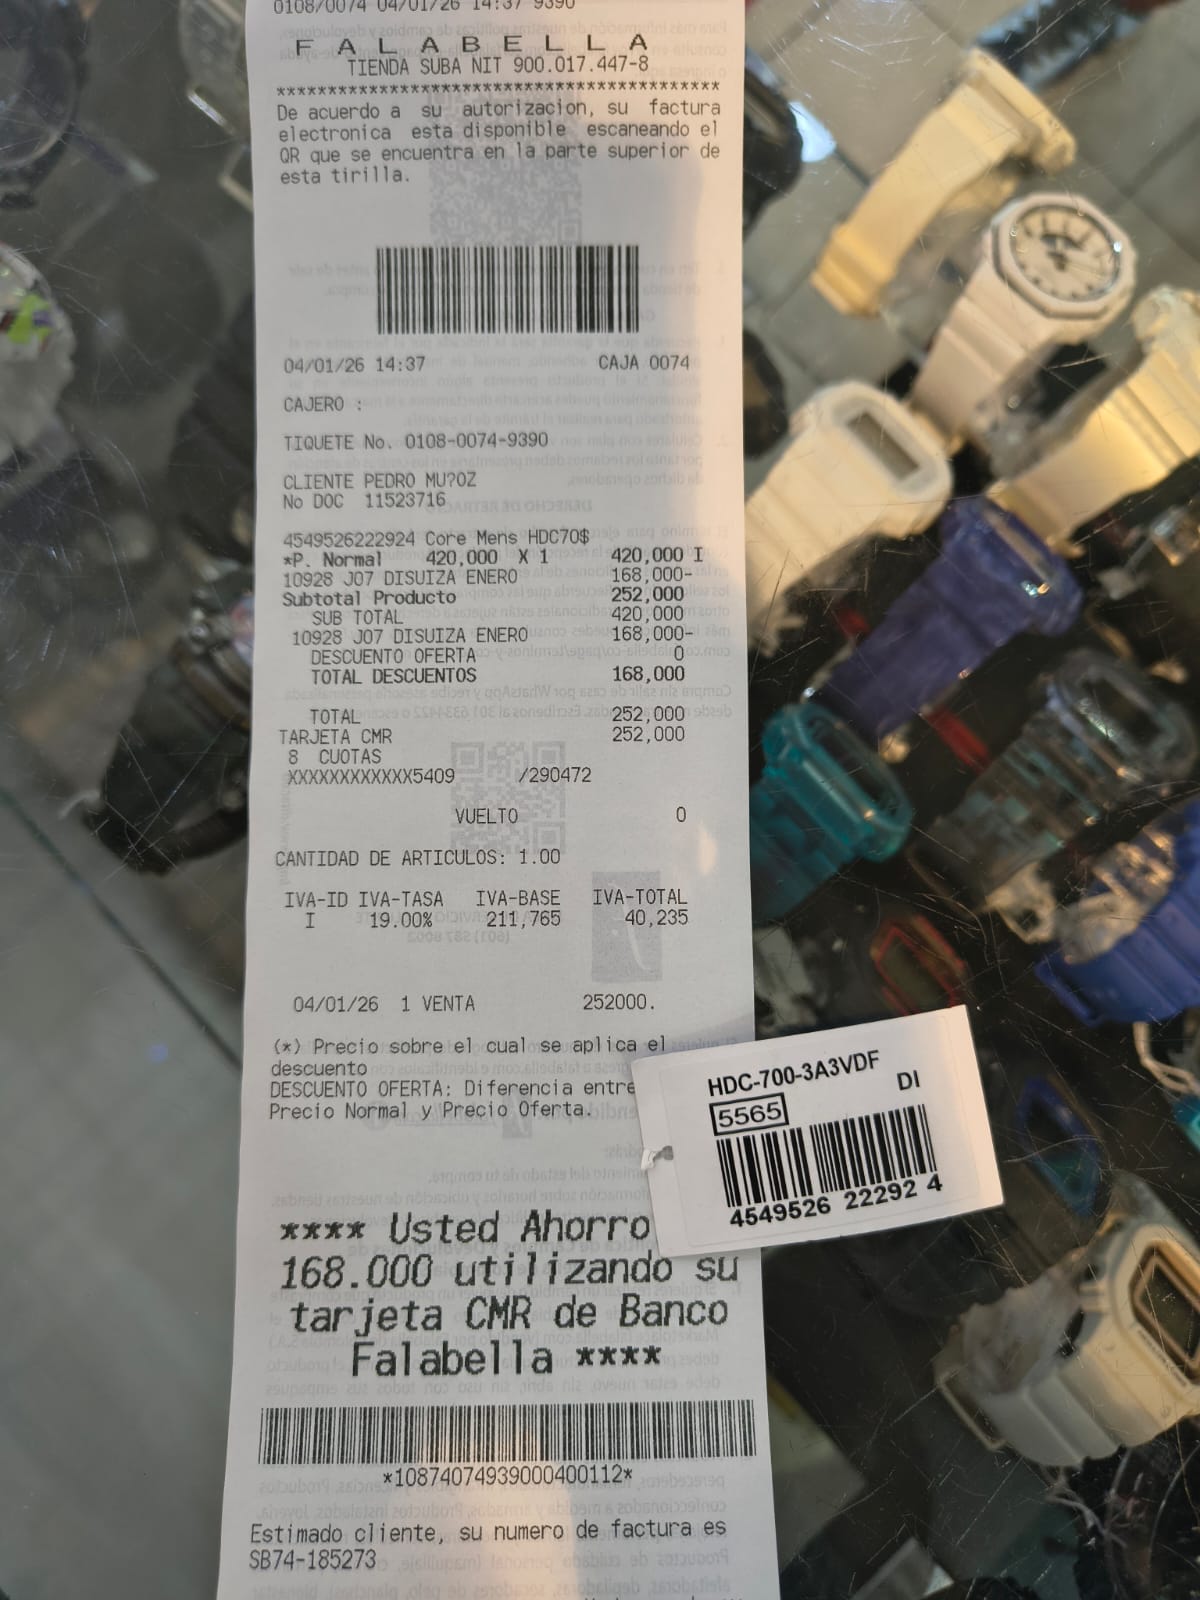 0108/0074 04/01/26 14:37 9390
F A L A B E L L A
TIENDA SUBA NIT 900.017.447-8
*******************************************
De acuerdo a su autorizacion, su factura
electronica esta disponible escaneando el
QR que se encuentra en la parte superior de
esta tirilla.
04/01/26 14:37 CAJA 0074
CAJERO :
TIQUETE No. 0108-0074-9390
CLIENTE PEDRO MU?OZ
No DOC 11523716
4549526222924 Core Mens HDC70$
*P. Normal 420,000 X 1 420,000 I
10928 J07 DISUIZA ENERO 168,000-
Subtotal Producto 252,000
SUB TOTAL 420,000
10928 J07 DISUIZA ENERO 168,000-
DESCUENTO OFERTA 0
TOTAL DESCUENTOS 168,000
TOTAL 252,000
TARJETA CMR 252,000
8 CUOTAS
XXXXXXXXXXXX5409 /290472
VUELTO 0
CANTIDAD DE ARTICULOS: 1.00
IVA-ID IVA-TASA IVA-BASE IVA-TOTAL
I 19.00% 211,765 40,235
04/01/26 1 VENTA 252000.
(*) Precio sobre el cual se aplica el
descuento
DESCUENTO OFERTA: Diferencia entre
Precio Normal y Precio Oferta.
HDC-700-3A3VDF
5565 DI
4549526 22292 4
**** Usted Ahorro
168.000 utilizando su
tarjeta CMR de Banco
Falabella ****
*10874074939000400112*
Estimado cliente, su numero de factura es
SB74-185273